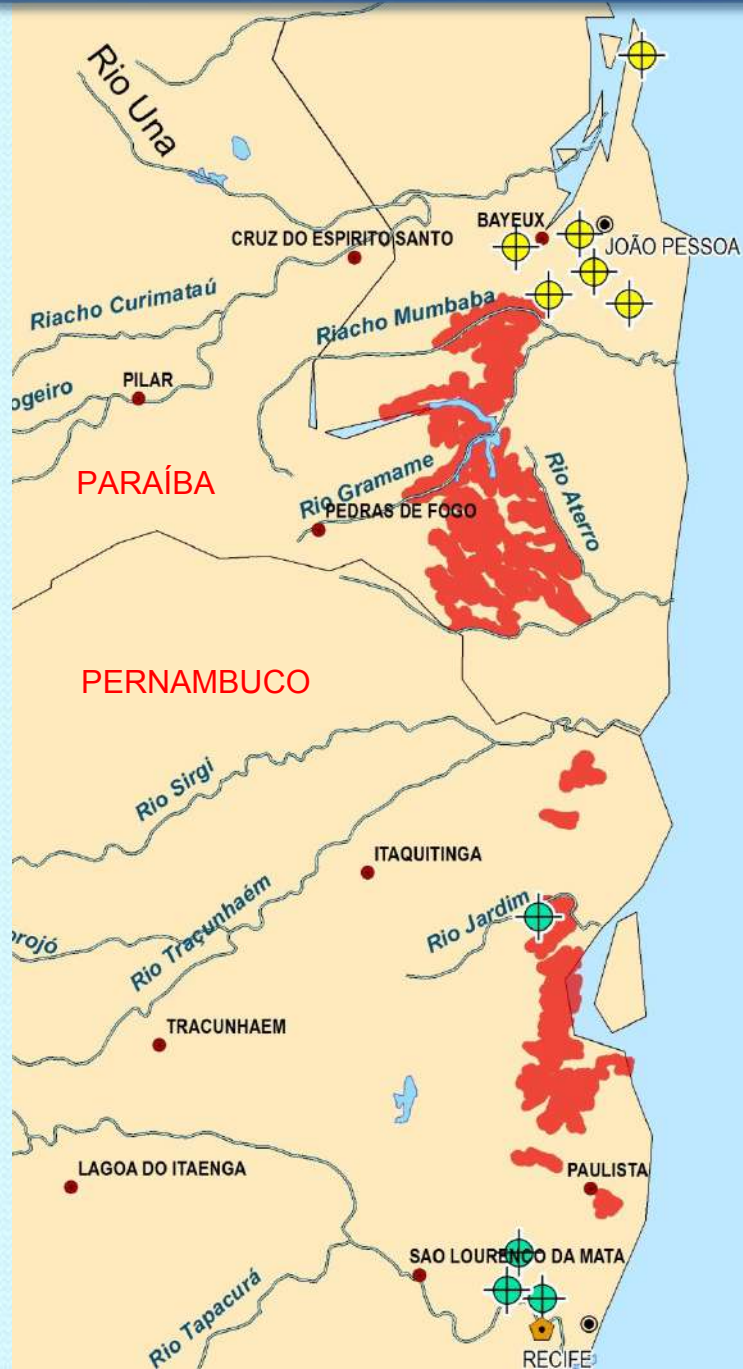 Rio Una
BAYEUX
CRUZ DO ESPIRITO SANTO
JOÃO PESSOA
Riacho Curimataú
Riacho Mumbaba
ogeiro
PILAR
PARAÍBA
Rio Gramame
PEDRAS DE FOGO
Rio Aterro
PERNAMBUCO
Rio Sirgi
ITAQUITINGA
Rio Jardim
Rio Traçunhaém
orojó
TRACUNHAEM
LAGOA DO ITAENGA
PAULISTA
SAO LOURENCO DA MATA
Rio Tapacurá
RECIFE